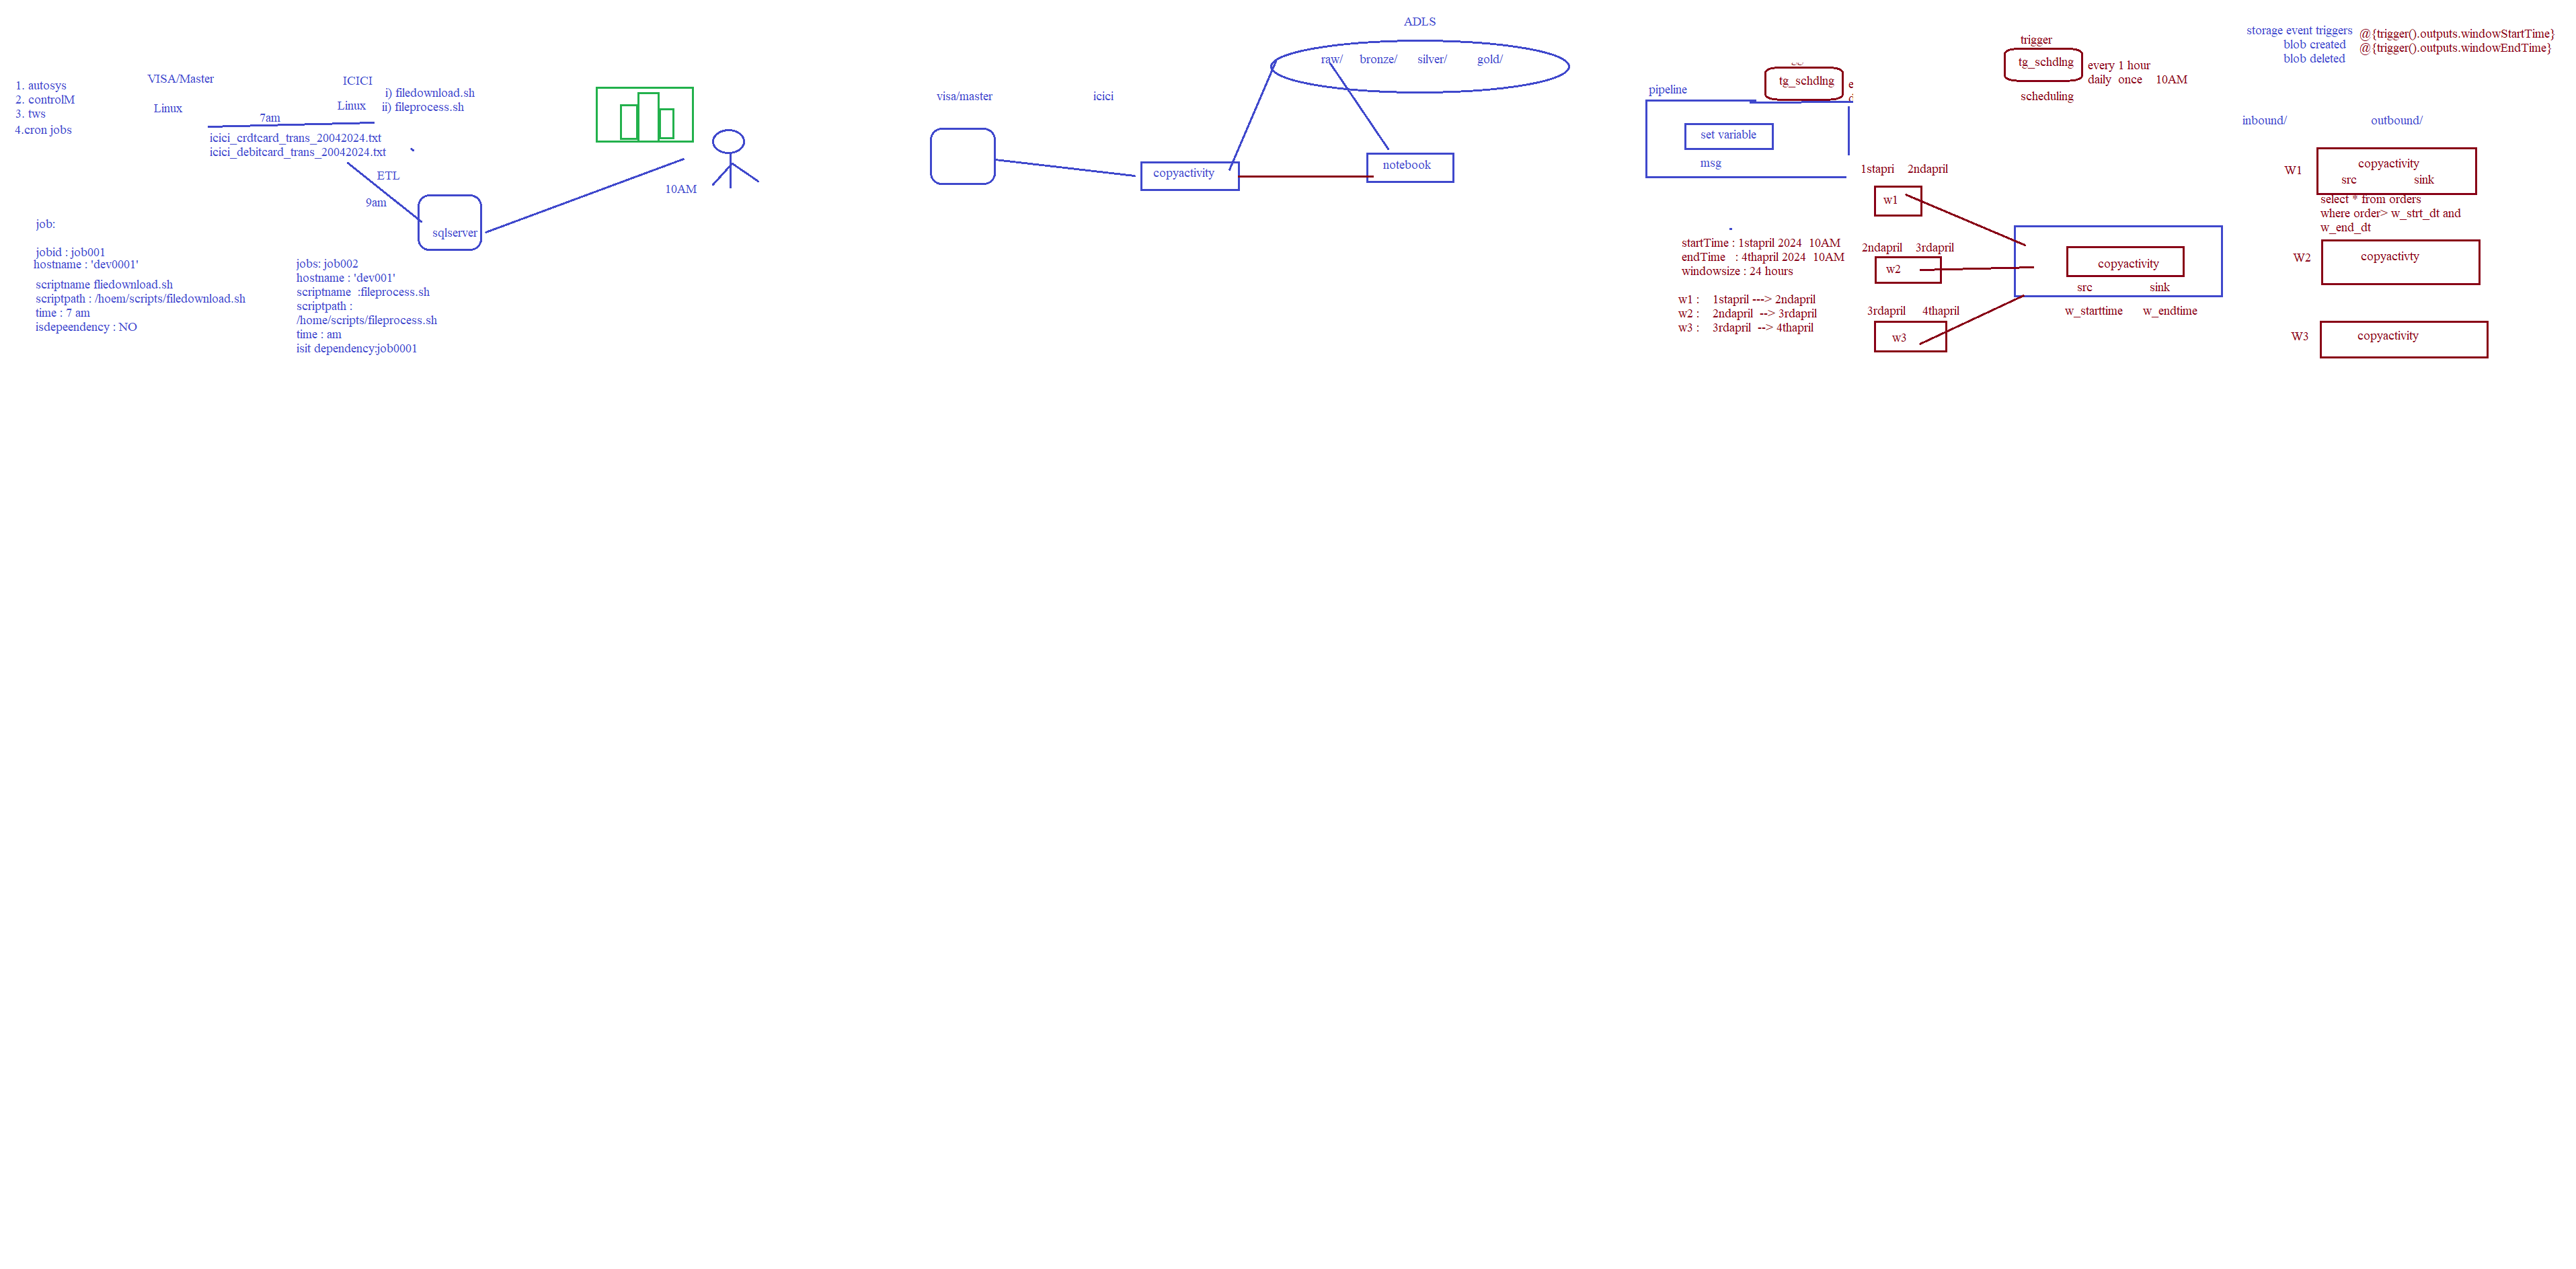 1. autosys
2. controlM
3. tws
4.cron jobs
VISA/Master
Linux
ICICI
Linux
i) filedownload.sh
ii) fileprocess.sh
7am
icici_crdtcard_trans_20042024.txt
icici_debitcard_trans_20042024.txt
ETL
9am
sqlserver
10AM
job:
jobid : job001
hostname : 'dev0001'
scriptname fliedownload.sh
scriptpath : /hoem/scripts/filedownload.sh
time : 7 am
isdepeendency : NO
jobs: job002
hostname : 'dev001'
scriptname  :fileprocess.sh
scriptpath :
/home/scripts/fileprocess.sh
time : am
isit dependency:job0001
visa/master
icici
copyactivity
ADLS
raw/ bronze/ silver/ gold/
notebook
pipeline
tg_schdlng
set variable
msg
startTime : 1stapril 2024  10AM
endTime   : 4thapril 2024  10AM
windowsize : 24 hours
w1 :    1stapril ---> 2ndapril
w2 :    2ndapril  --> 3rdapril
w3 :    3rdapril  --> 4thapril
1stapri    2ndapril
w1
2ndapril    3rdapril
w2
3rdapril    4thapril
w3
trigger
tg_schdlng
every 1 hour
daily  once    10AM
scheduling
copyactivity
src sink
w_starttime w_endtime
storage event triggers
blob created
blob deleted
@{trigger().outputs.windowStartTime}
@{trigger().outputs.windowEndTime}
inbound/ outbound/
W1
copyactivity
src sink
select * from orders
where order> w_strt_dt and
w_end_dt
W2
copyactivty
W3
copyactivity